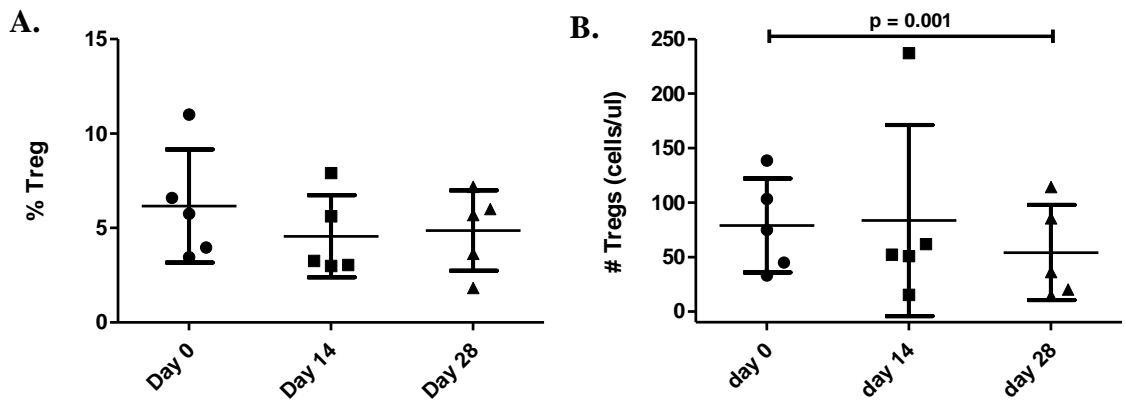 A.
15
10
5
0
% Treg
Day 0
Day 14
Day 28
B.
p = 0.001
250
200
150
100
50
0
# Tregs (cells/ul)
day 0
day 14
day 28